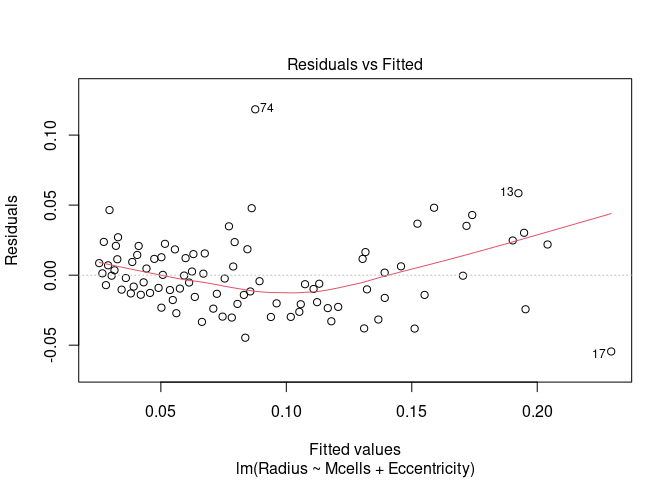 Residuals vs Fitted
Residuals
0.10
0.05
0.00
-0.05
74
13
17
0.05
0.10
0.15
0.20
Fitted values
lm(Radius ~ Mcells + Eccentricity)